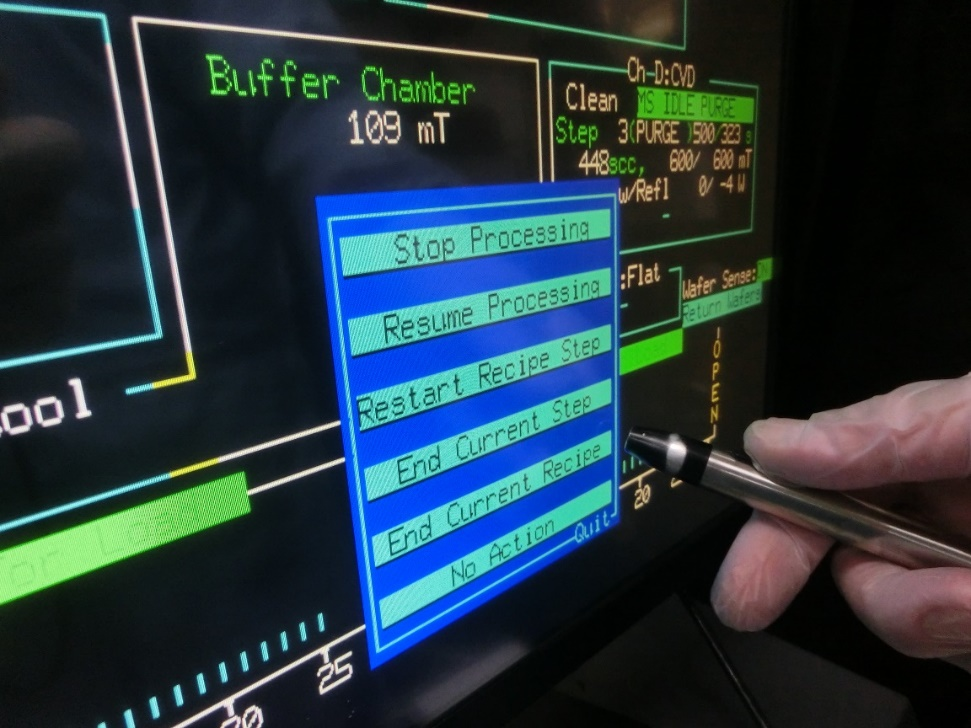 Buffer Chamber
109 mT
Ch-D:CVD
Clean MS IDLE PURGE
Step 3(PURGE )500/323 s
448scc, 600/ 600 mT
w/Refl 0/ -4 W
Stop Processing
Resume Processing
Restart Recipe Step
End Current Step
End Current Recipe
No Action
Quit
:Flat
Wafer Sense:
Return Wafers
OPEN
ool
20
25
20